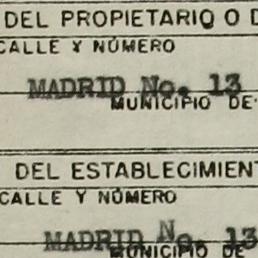 DEL PROPIETARIO O D
CALLE Y NÚMERO
MADRID No. 13
MUNICIPIO DE
DEL ESTABLECIMIENT
CALLE Y NÚMERO
MADRID No. 13
MUNICIPIO DE